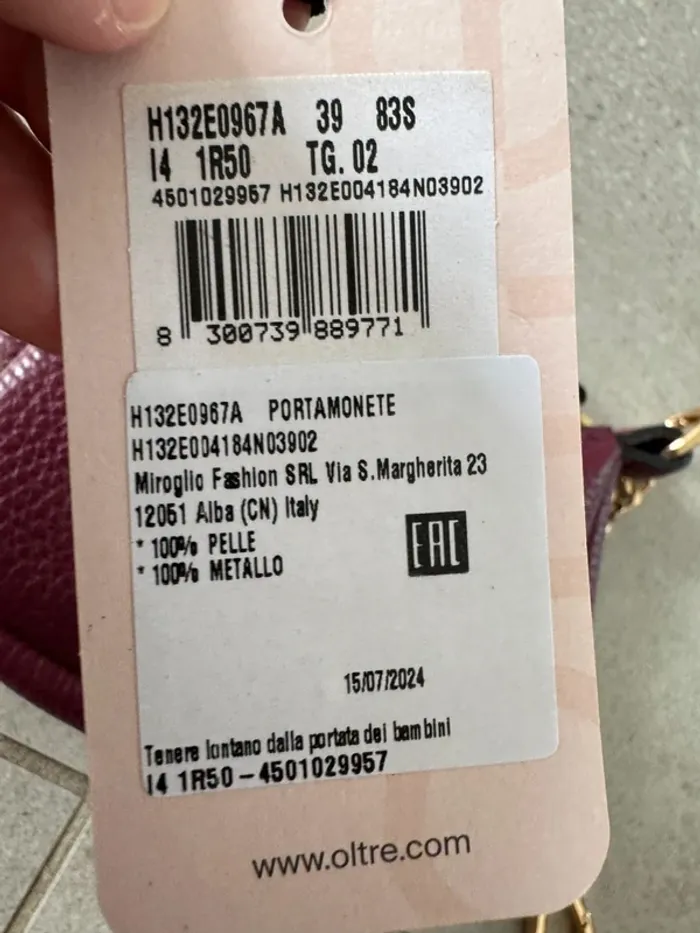 H132E0967A 39 83S
I4 1R50 TG. 02
4501029957 H132E004184N03902
8 300739 889771
H132E0967A PORTAMONETE
H132E004184N03902
Miroglio Fashion SRL Via S.Margherita 23
12051 Alba (CN) Italy
* 100% PELLE
* 100% METALLO
EAC
15/07/2024
Tenere lontano dalla portata dei bambini
I4 1R50-4501029957
www.oltre.com